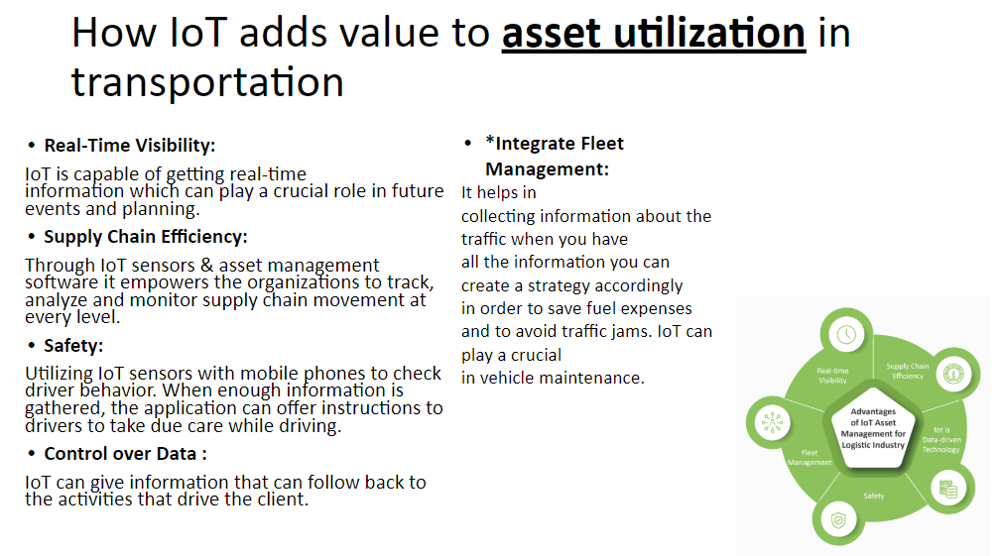 How IoT adds value to asset utilization in
transportation
• Real-Time Visibility:
IoT is capable of getting real-time
information which can play a crucial role in future
events and planning.
• Supply Chain Efficiency:
Through IoT sensors & asset management
software it empowers the organizations to track,
analyze and monitor supply chain movement at
every level.
• Safety:
Utilizing IoT sensors with mobile phones to check
driver behavior. When enough information is
gathered, the application can offer instructions to
drivers to take due care while driving.
• Control over Data :
IoT can give information that can follow back to
the activities that drive the client.
• *Integrate Fleet
Management:
It helps in
collecting information about the
traffic when you have
all the information you can
create a strategy accordingly
in order to save fuel expenses
and to avoid traffic jams. IoT can
play a crucial
in vehicle maintenance.
Real-time
Visibility
Supply Chain
Efficiency
Advantages
of IoT Asset
Management for
Logistic Industry
Iot is
Data-driven
Technology
Fleet
Management
Safety